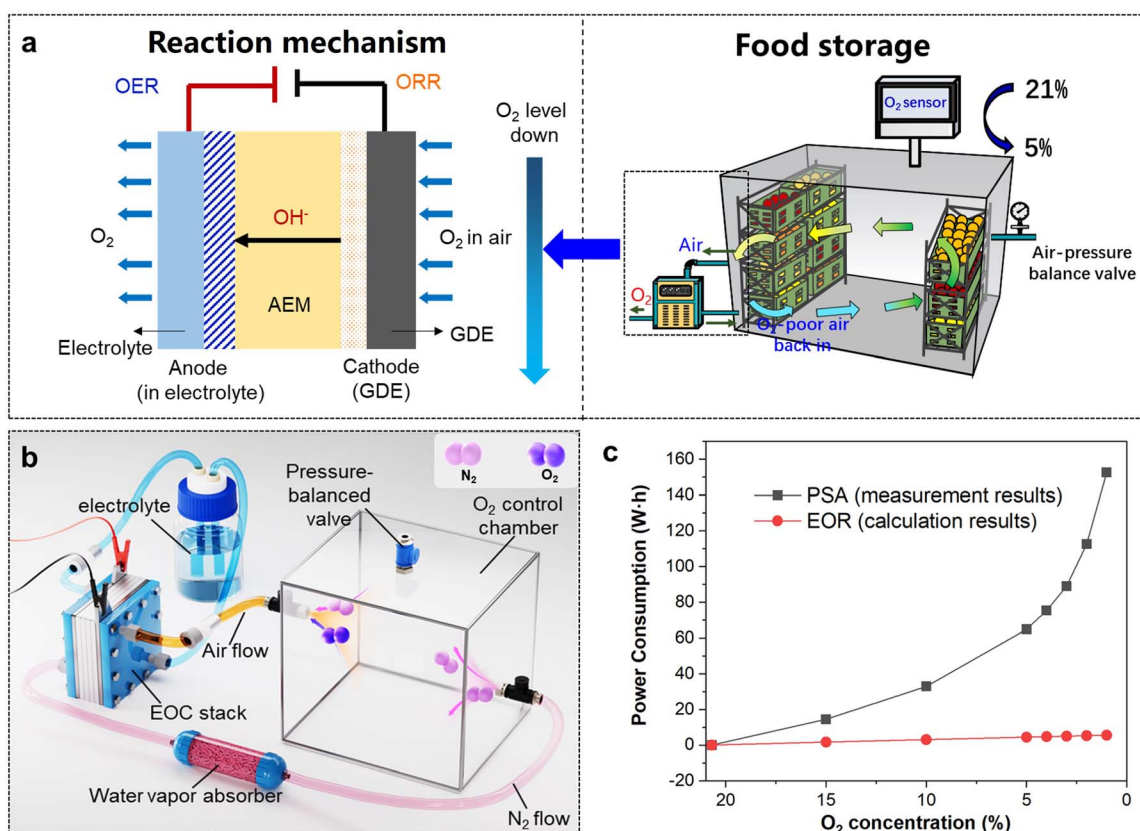 a
Reaction mechanism
OER
ORR
O₂ level
down
O₂
OH⁻
O₂ in air
AEM
Electrolyte
GDE
Anode
(in electrolyte)
Cathode
(GDE)
Food storage
O₂ sensor
21%
5%
Air
O₂
Air-pressure
balance valve
O₂-poor air
back in
b
N₂
O₂
Pressure-
balanced
valve
electrolyte
O₂ control
chamber
Air flow
EOC stack
Water vapor absorber
N₂ flow
c
160
140
120
100
80
60
40
20
0
-20
Power Consumption (W·h)
PSA (measurement results)
EOR (calculation results)
20
15
10
5
0
O₂ concentration (%)